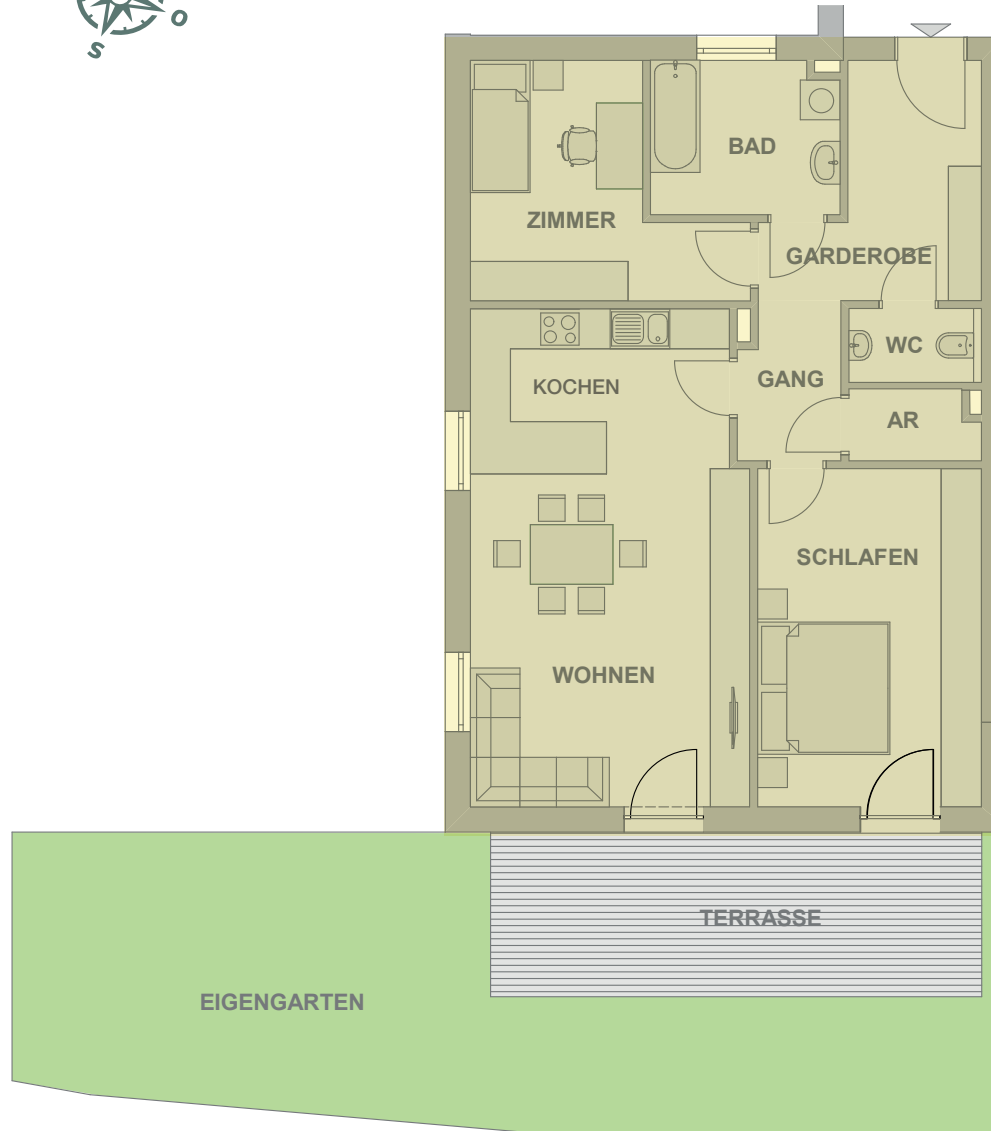 O
S
BAD
ZIMMER
GARDEROBE
WC
GANG
KOCHEN
AR
SCHLAFEN
WOHNEN
TERRASSE
EIGENGARTEN